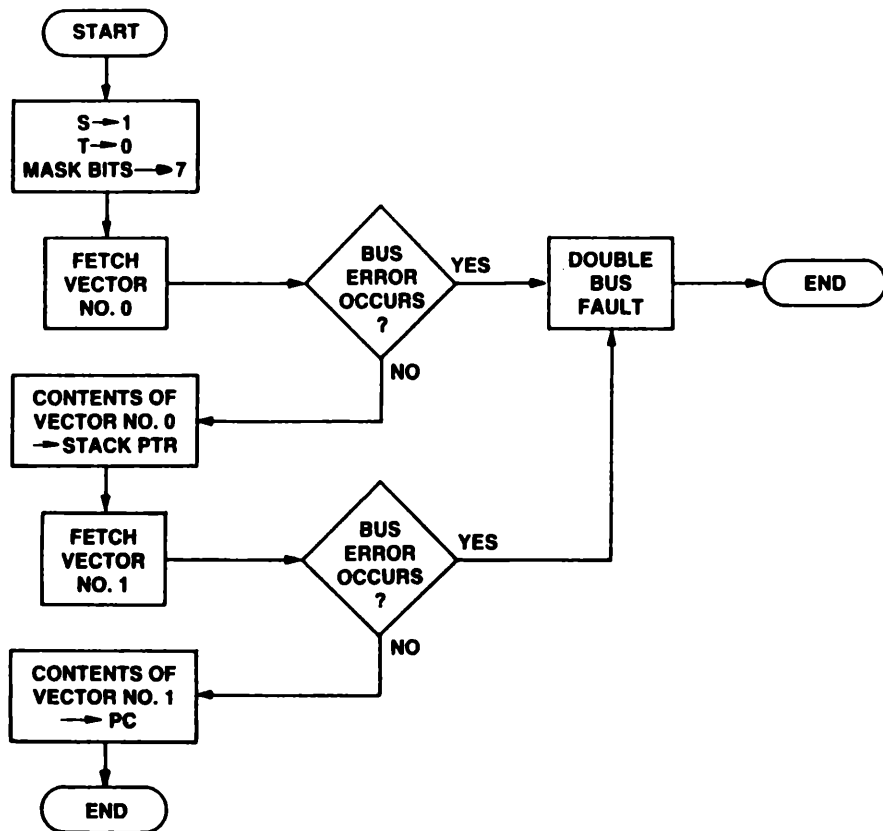 START
S→1
T→0
MASK BITS→7
FETCH
VECTOR
NO. 0
BUS
ERROR
OCCURS
?
YES
NO
DOUBLE
BUS
FAULT
END
CONTENTS OF
VECTOR NO. 0
→STACK PTR
FETCH
VECTOR
NO. 1
BUS
ERROR
OCCURS
?
YES
NO
CONTENTS OF
VECTOR NO. 1
→ PC
END